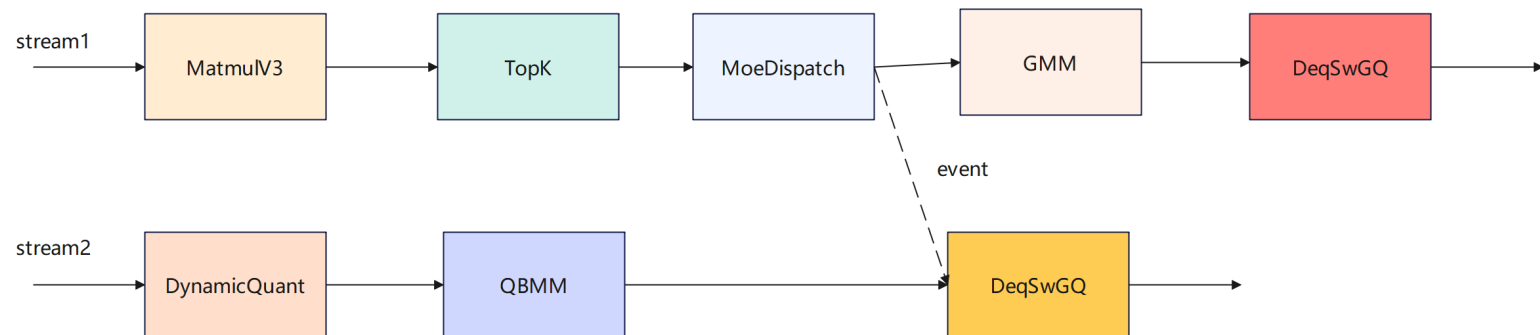 stream1
MatmulV3
TopK
MoeDispatch
GMM
DeqSwGQ
event
stream2
DynamicQuant
QBMM
DeqSwGQ